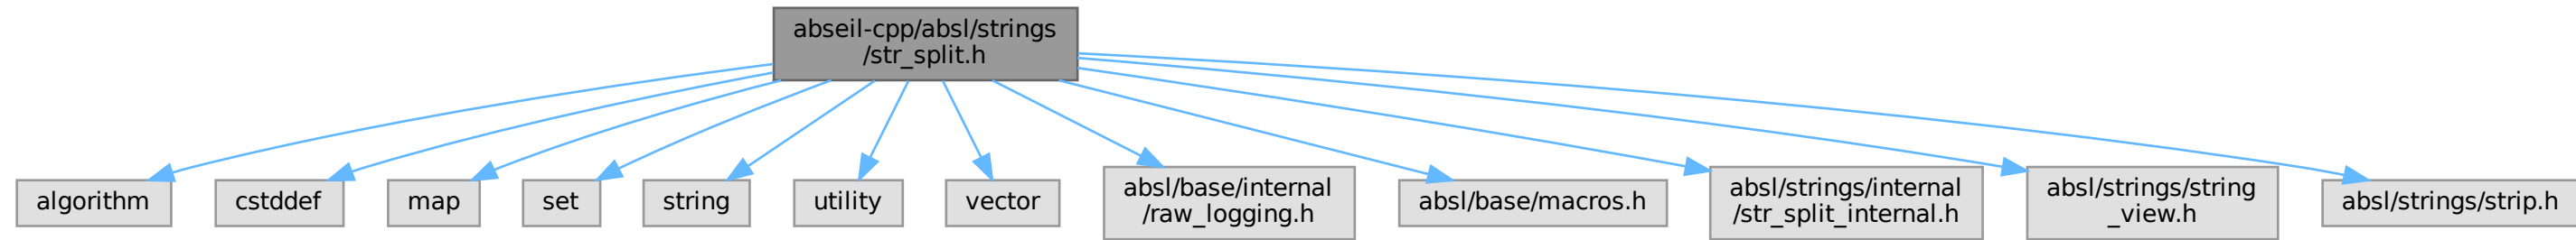 abseil-cpp/absl/strings
/str_split.h
algorithm
cstddef
map
set
string
utility
vector
absl/base/internal
/raw_logging.h
absl/base/macros.h
absl/strings/internal
/str_split_internal.h
absl/strings/string
_view.h
absl/strings/strip.h